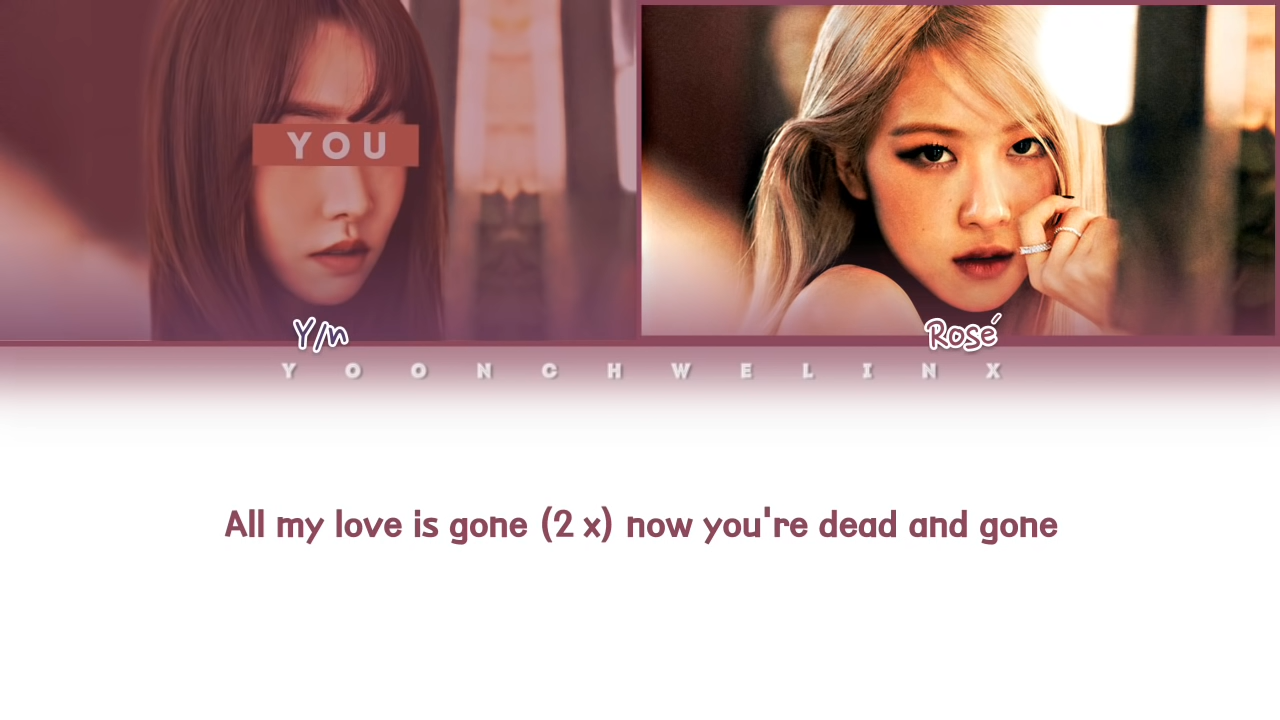 YOU
Y/n
Rosé
YOONCHWELINX
All my love is gone (2 x) now you're dead and gone